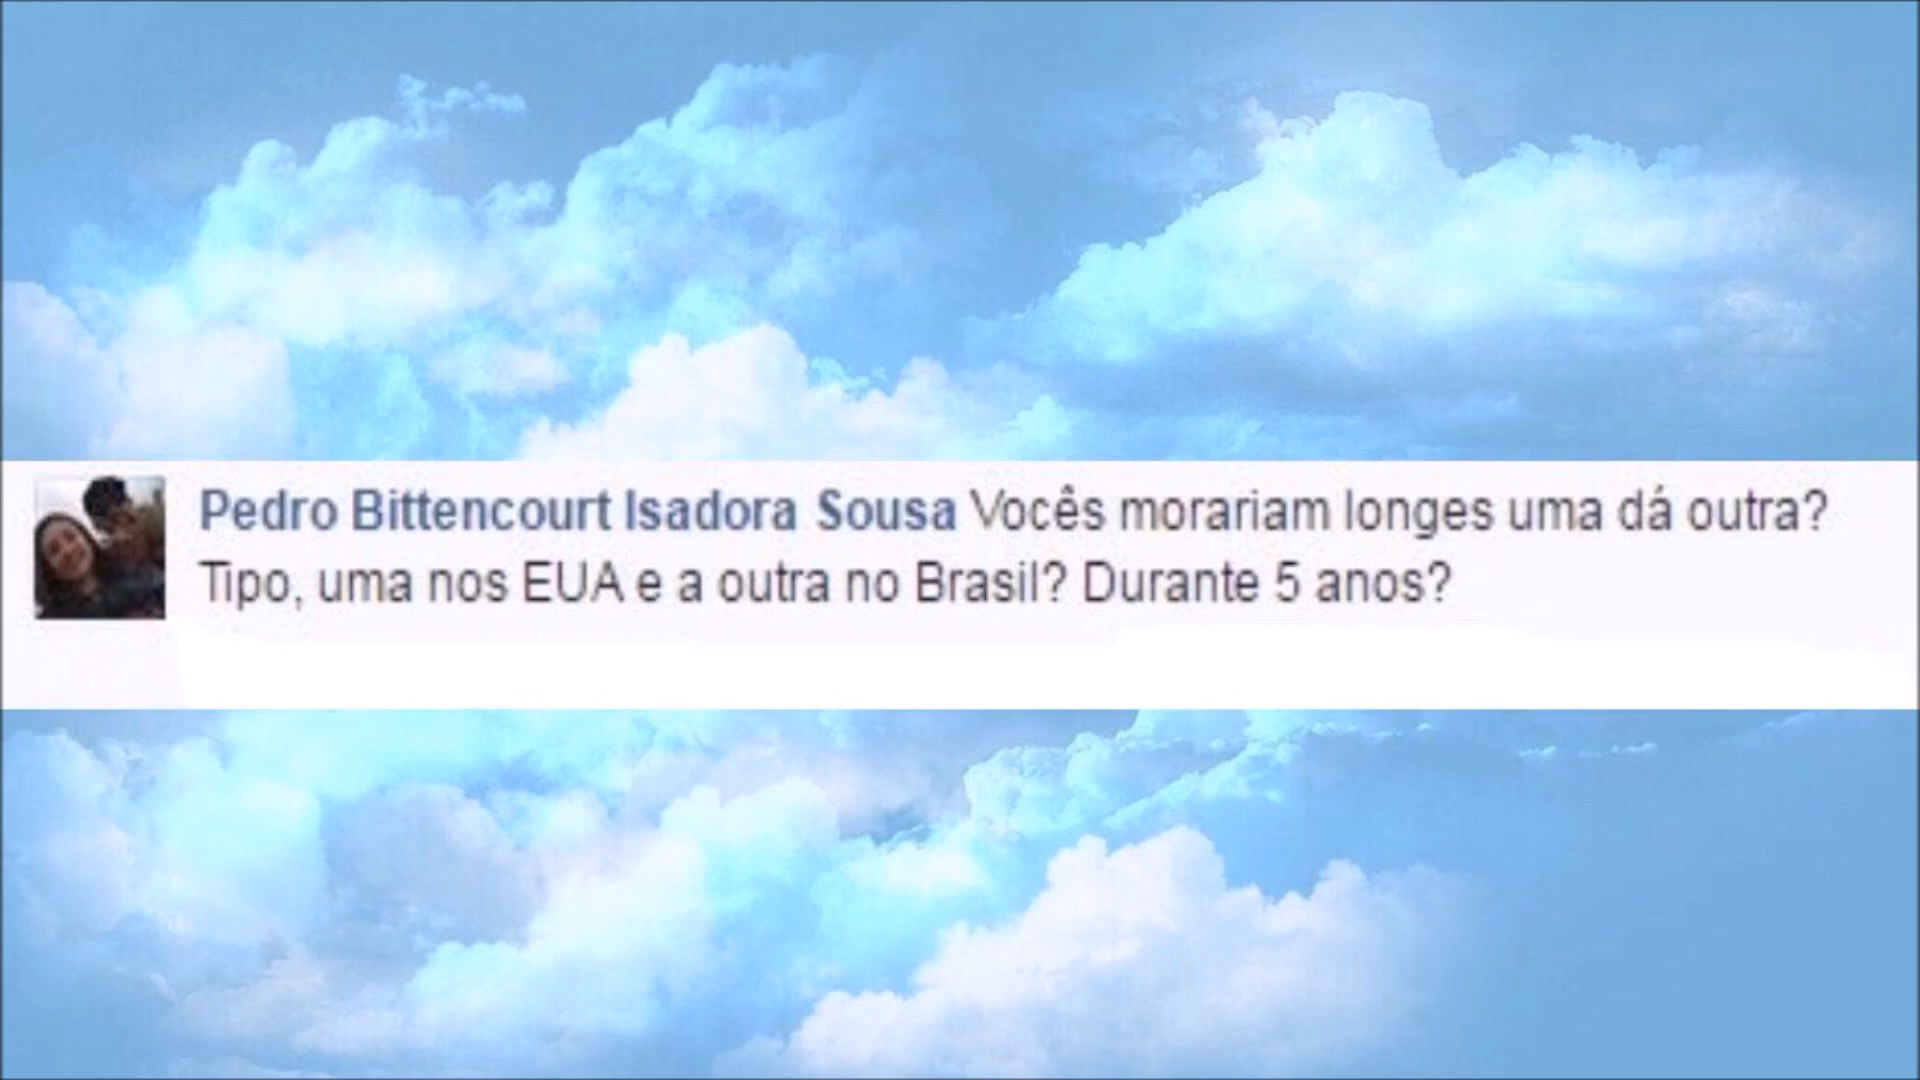 Pedro Bittencourt Isadora Sousa Vocês morariam longes uma dá outra?
Tipo, uma nos EUA e a outra no Brasil? Durante 5 anos?